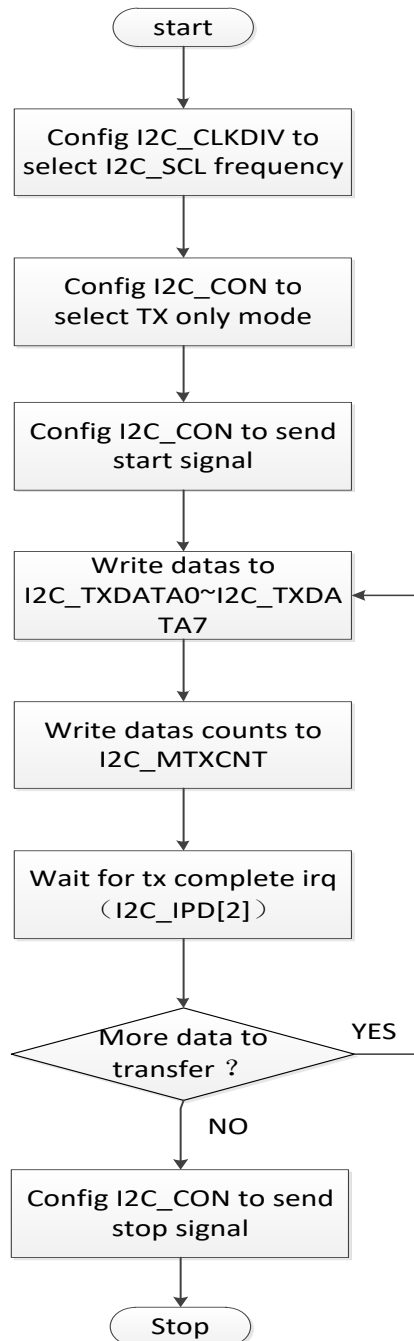 start
Config I2C_CLKDIV to
select I2C_SCL frequency
Config I2C_CON to
select TX only mode
Config I2C_CON to send
start signal
Write datas to
I2C_TXDATA0~I2C_TXDA
TA7
Write datas counts to
I2C_MTXCNT
Wait for tx complete irq
（I2C_IPD[2]）
More data to
transfer ？
YES
NO
Config I2C_CON to send
stop signal
Stop